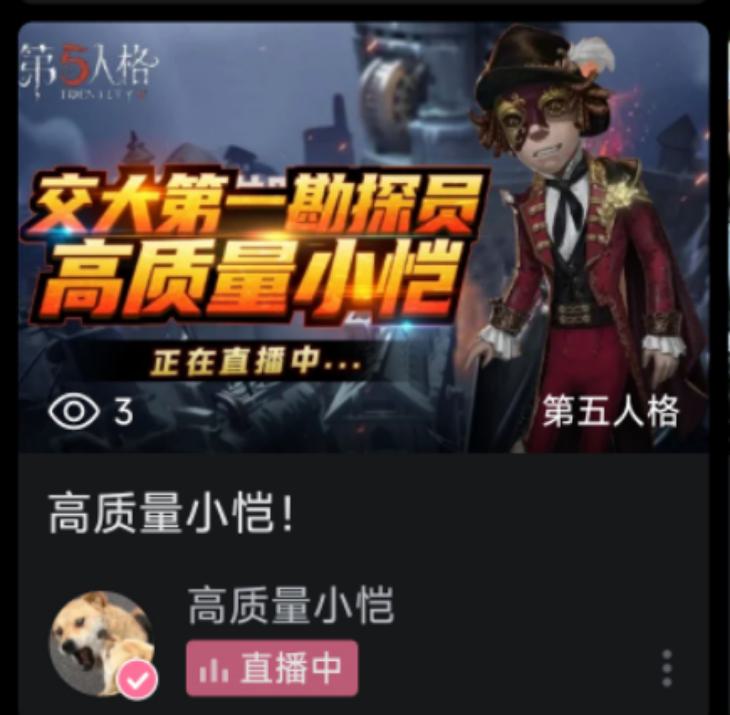 第5人格
IDENTITY V
交大第一勘探员
高质量小恺
正在直播中...
3
第五人格
高质量小恺！
高质量小恺
直播中